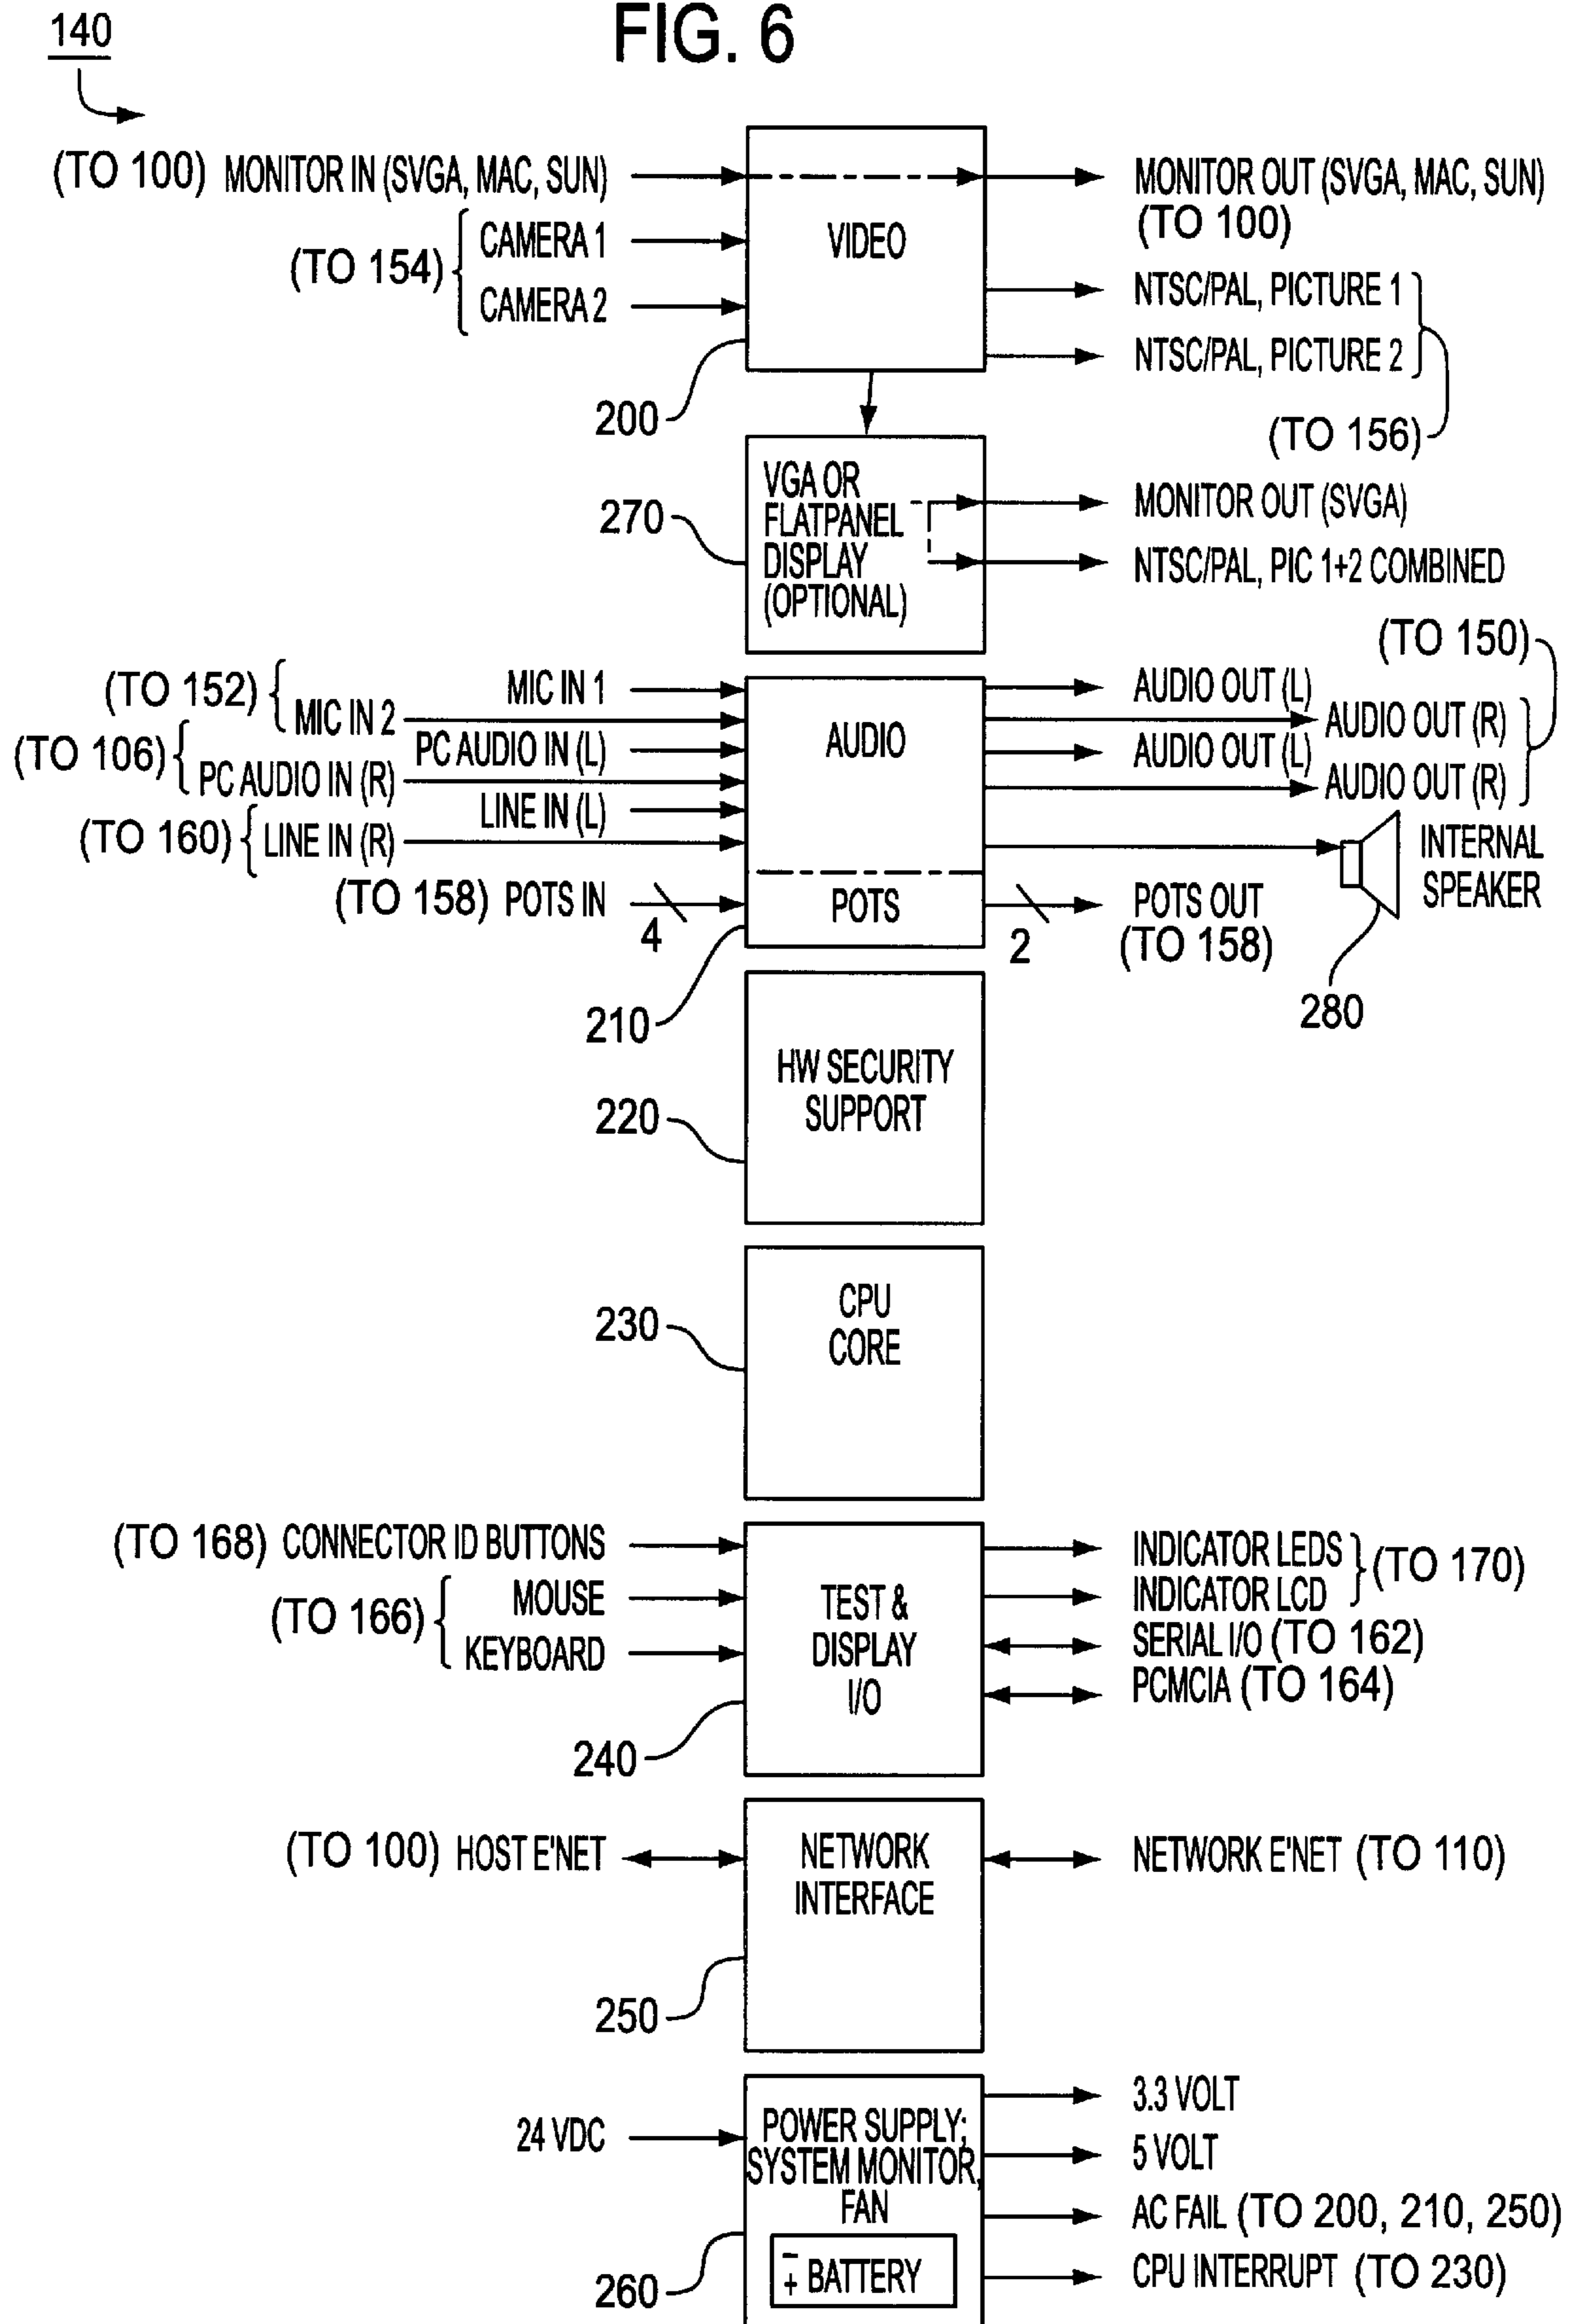 FIG. 6
140
(TO 100) MONITOR IN (SVGA, MAC, SUN)
VIDEO
MONITOR OUT (SVGA, MAC, SUN)
(TO 100)
(TO 154)
CAMERA 1
CAMERA 2
NTSC/PAL, PICTURE 1
NTSC/PAL, PICTURE 2
(TO 156)
200
270
VGA OR
FLATPANEL
DISPLAY
(OPTIONAL)
MONITOR OUT (SVGA)
NTSC/PAL, PIC 1+2 COMBINED
(TO 150)
(TO 152)
MIC IN 1
MIC IN 2
(TO 106)
PC AUDIO IN (L)
PC AUDIO IN (R)
LINE IN (L)
(TO 160)
LINE IN (R)
(TO 158) POTS IN
4
AUDIO
POTS
AUDIO OUT (L)
AUDIO OUT (R)
AUDIO OUT (L)
AUDIO OUT (R)
INTERNAL
SPEAKER
2
POTS OUT
(TO 158)
280
210
HW SECURITY
SUPPORT
220
CPU
CORE
230
(TO 168) CONNECTOR ID BUTTONS
(TO 166)
MOUSE
KEYBOARD
TEST &
DISPLAY
I/O
INDICATOR LEDS
INDICATOR LCD
(TO 170)
SERIAL I/O (TO 162)
PCMCIA (TO 164)
240
(TO 100) HOST E'NET
NETWORK
INTERFACE
NETWORK E'NET (TO 110)
250
24 VDC
POWER SUPPLY;
SYSTEM MONITOR,
FAN
- + BATTERY
3.3 VOLT
5 VOLT
AC FAIL (TO 200, 210, 250)
CPU INTERRUPT (TO 230)
260